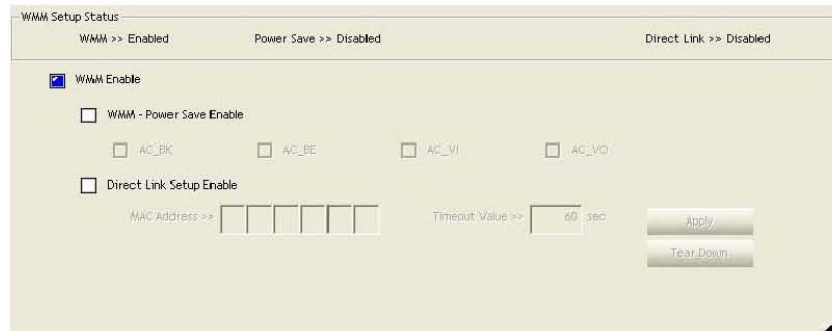 WMM Setup Status
WMM >> Enabled Power Save >> Disabled Direct Link >> Disabled
WMM Enable
WMM - Power Save Enable
AC_BK AC_BE AC_VI AC_VO
Direct Link Setup Enable
MAC Address >> Timeout Value >> 60 sec
Apply
Tear Down